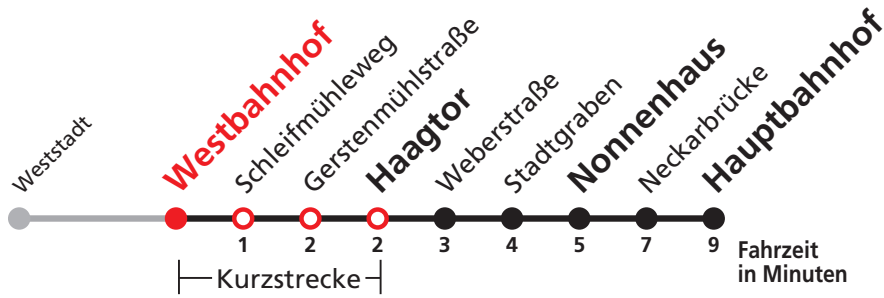 Weststadt
Westbahnhof
Schleifmühleweg
Gerstenmühlstraße
Haagtor
Weberstraße
Stadtgraben
Nonnenhaus
Neckarbrücke
Hauptbahnhof
1 2 2 3 4 5 7 9
Fahrzeit
in Minuten
Kurzstrecke